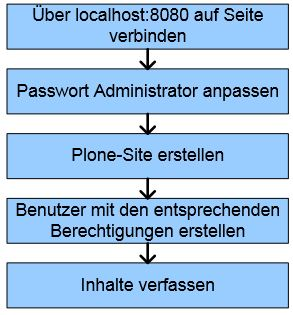 Über localhost:8080 auf Seite
verbinden
Passwort Administrator anpassen
Plone-Site erstellen
Benutzer mit den entsprechenden
Berechtigungen erstellen
Inhalte verfassen